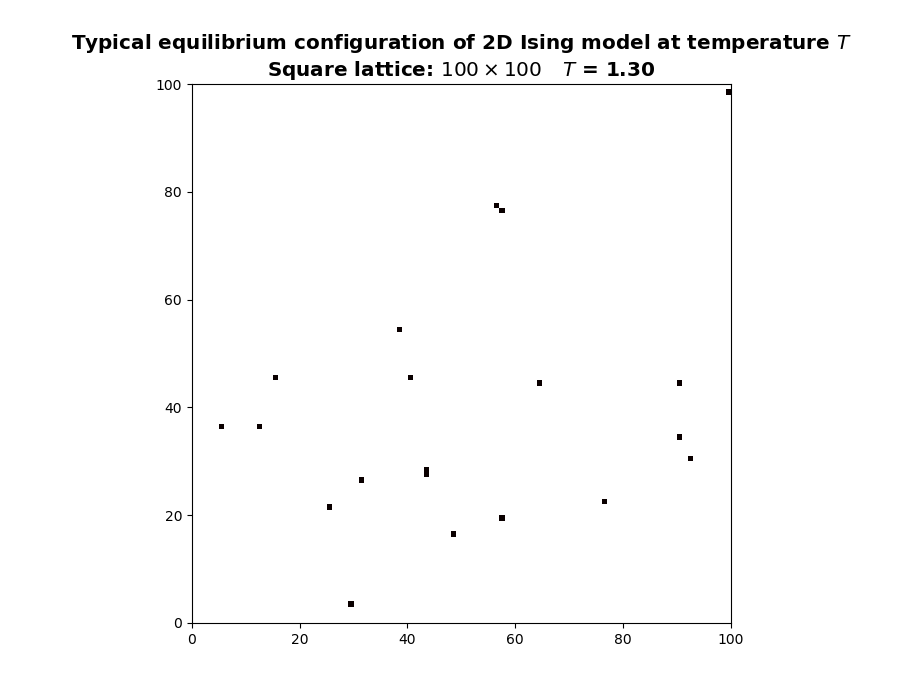 Typical equilibrium configuration of 2D Ising model at temperature T
Square lattice: 100 × 100 T = 1.30
100
80
60
40
20
0
0 20 40 60 80 100